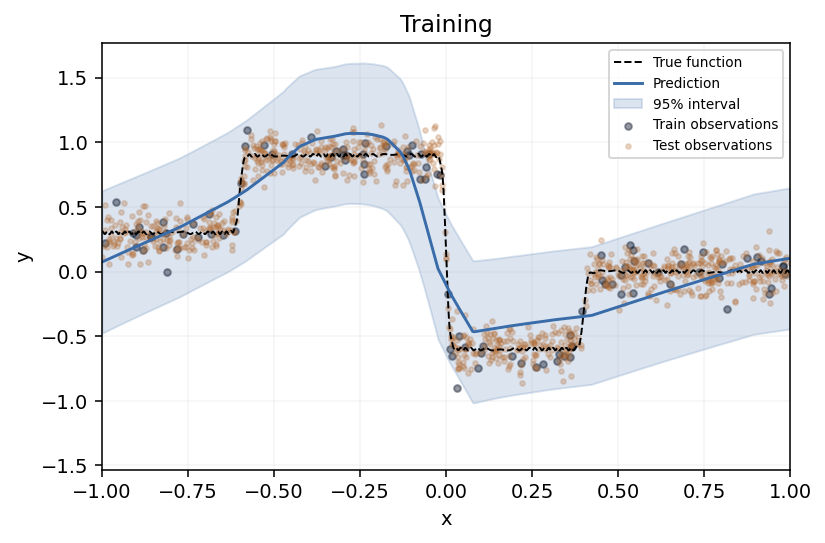 Training
True function
Prediction
95% interval
Train observations
Test observations
1.5
1.0
0.5
0.0
−0.5
−1.0
−1.5
y
−1.00 −0.75 −0.50 −0.25 0.00 0.25 0.50 0.75 1.00
x